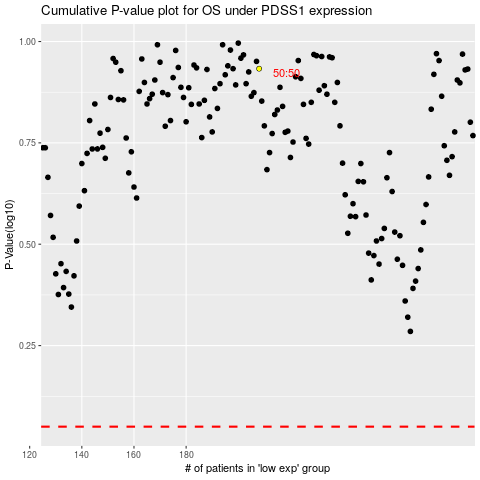 Cumulative P-value plot for OS under PDSS1 expression
P-Value(log10)
1.00
0.75
0.50
0.25
50:50
120 124 140 160 180
# of patients in 'low exp' group